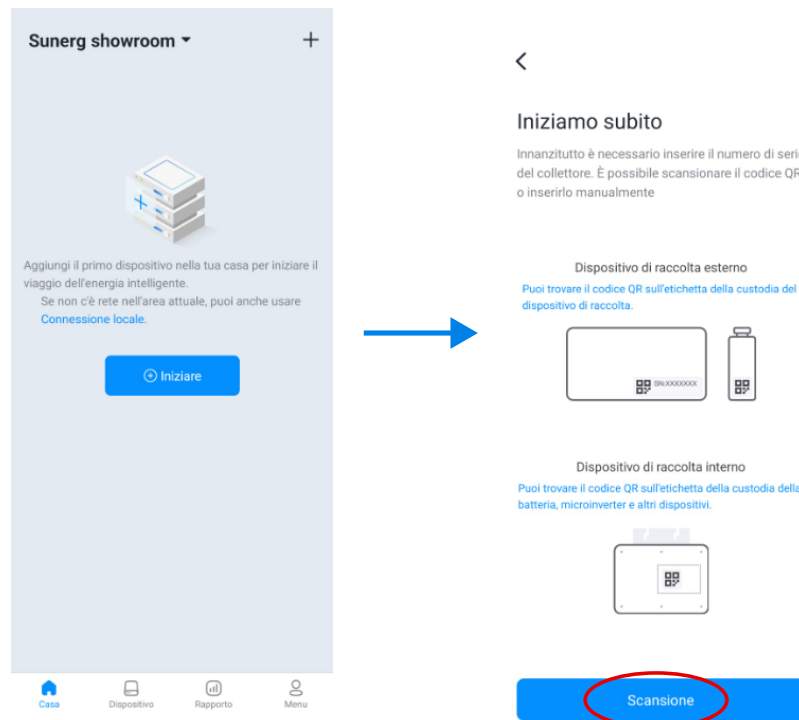 Sunerg showroom
Aggiungi il primo dispositivo nella tua casa per iniziare il
viaggio dell'energia intelligente.
Se non c'è rete nell'area attuale, puoi anche usare
Connessione locale.
Iniziare
Casa
Dispositivo
Rapporto
Menu
Iniziamo subito
Innanzitutto è necessario inserire il numero di serie
del collettore. È possibile scansionare il codice QR
o inserirlo manualmente
Dispositivo di raccolta esterno
Puoi trovare il codice QR sull'etichetta della custodia del
dispositivo di raccolta.
SN:XXXXXXX
Dispositivo di raccolta interno
Puoi trovare il codice QR sull'etichetta della custodia della
batteria, microinverter e altri dispositivi.
Scansione